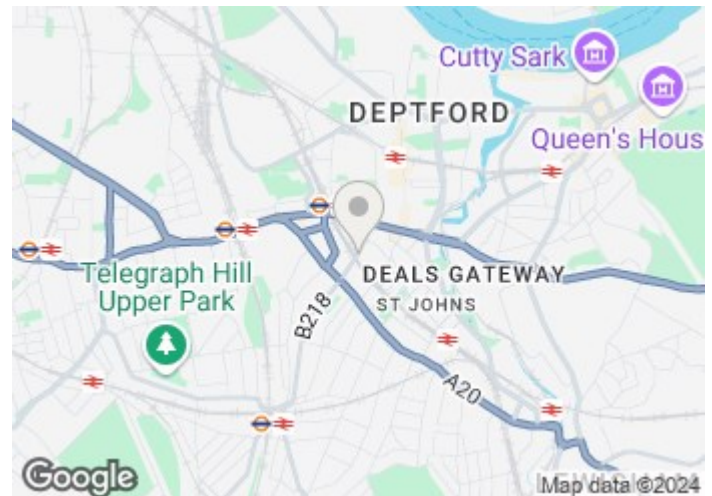 Cutty Sark
DEPTFORD
Queen's Hous
DEALS GATEWAY
Telegraph Hill
Upper Park
ST JOHNS
B218
A20
LEWISHAM
Google
Map data ©2024